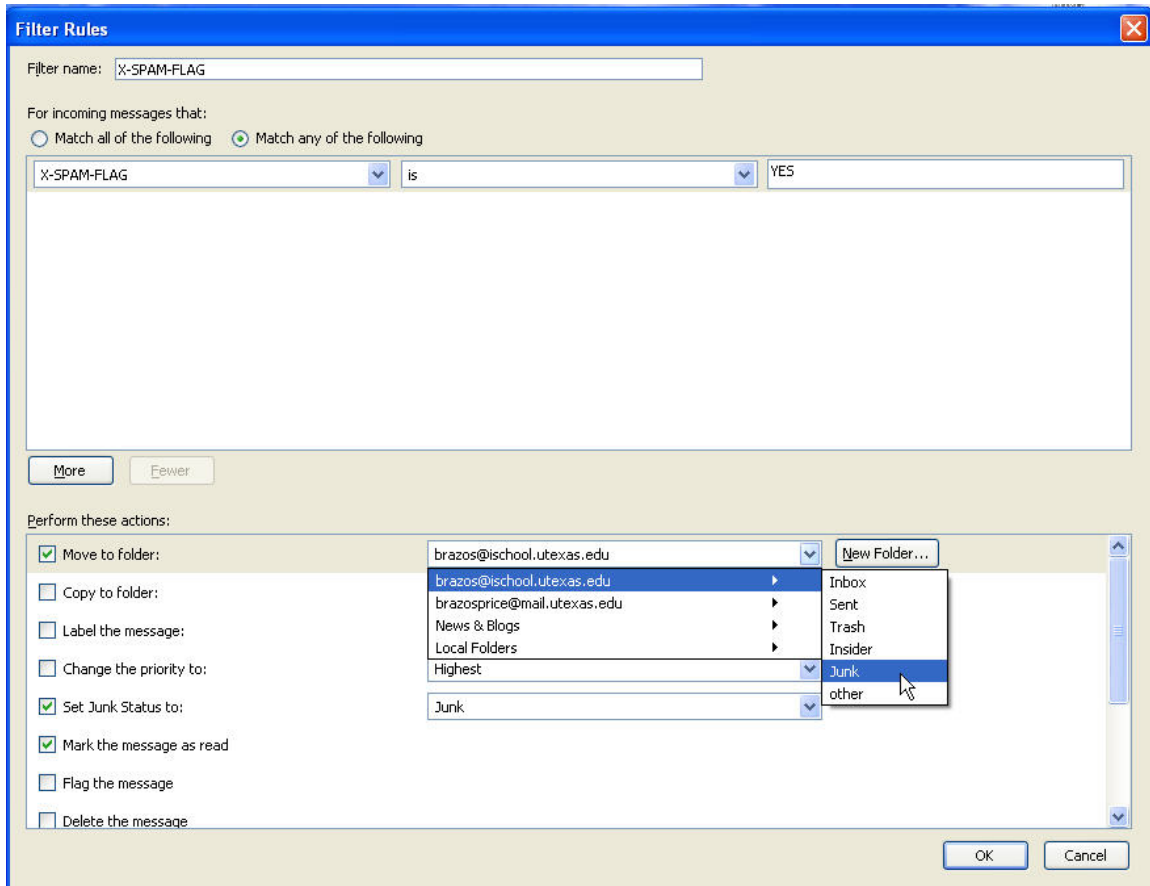 Filter Rules
Filter name: X-SPAM-FLAG
For incoming messages that:
Match all of the following Match any of the following
X-SPAM-FLAG is YES
More Fewer
Perform these actions:
Move to folder: brazos@ischool.utexas.edu New Folder...
brazos@ischool.utexas.edu Inbox
Copy to folder:
brazosprice@mail.utexas.edu Sent
News & Blogs Trash
Label the message:
Local Folders Insider
Change the priority to: Highest Junk
other
Set Junk Status to: Junk
Mark the message as read
Flag the message
Delete the message
OK Cancel